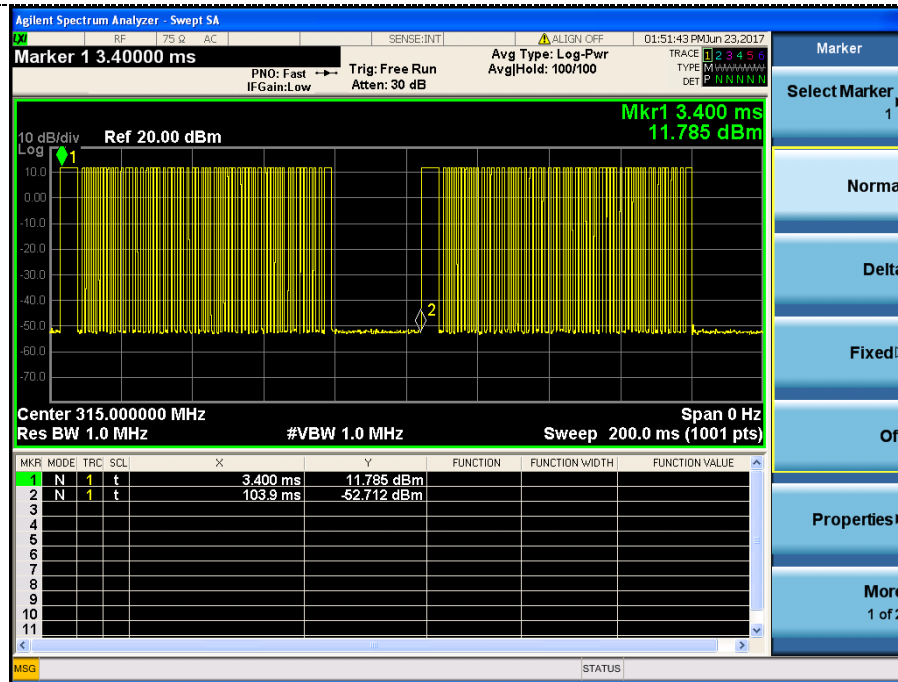 Agilent Spectrum Analyzer - Swept SA
LXI RF 75 Ω AC SENSE:INT ALIGN OFF 01:51:43 PM Jun 23, 2017
Marker 1 3.40000 ms
PNO: Fast
IFGain:Low
Trig: Free Run
Atten: 30 dB
Avg Type: Log-Pwr
Avg|Hold: 100/100
TRACE 1 2 3 4 5 6
TYPE M W W W W W
DET P N N N N N
Marker
Select Marker
1
Mkr1 3.400 ms
11.785 dBm
10 dB/div Ref 20.00 dBm
Log
1
10.0
0.00
-10.0
-20.0
-30.0
-40.0
-50.0
-60.0
-70.0
2
Norma
Delta
Fixed
Of
Center 315.000000 MHz Span 0 Hz
Res BW 1.0 MHz #VBW 1.0 MHz Sweep 200.0 ms (1001 pts)
MKR MODE TRC SCL X Y FUNCTION FUNCTION WIDTH FUNCTION VALUE
1 N 1 t 3.400 ms 11.785 dBm
2 N 1 t 103.9 ms -52.712 dBm
3
4
5
6
7
8
9
10
11
Properties
More
1 of 2
MSG STATUS